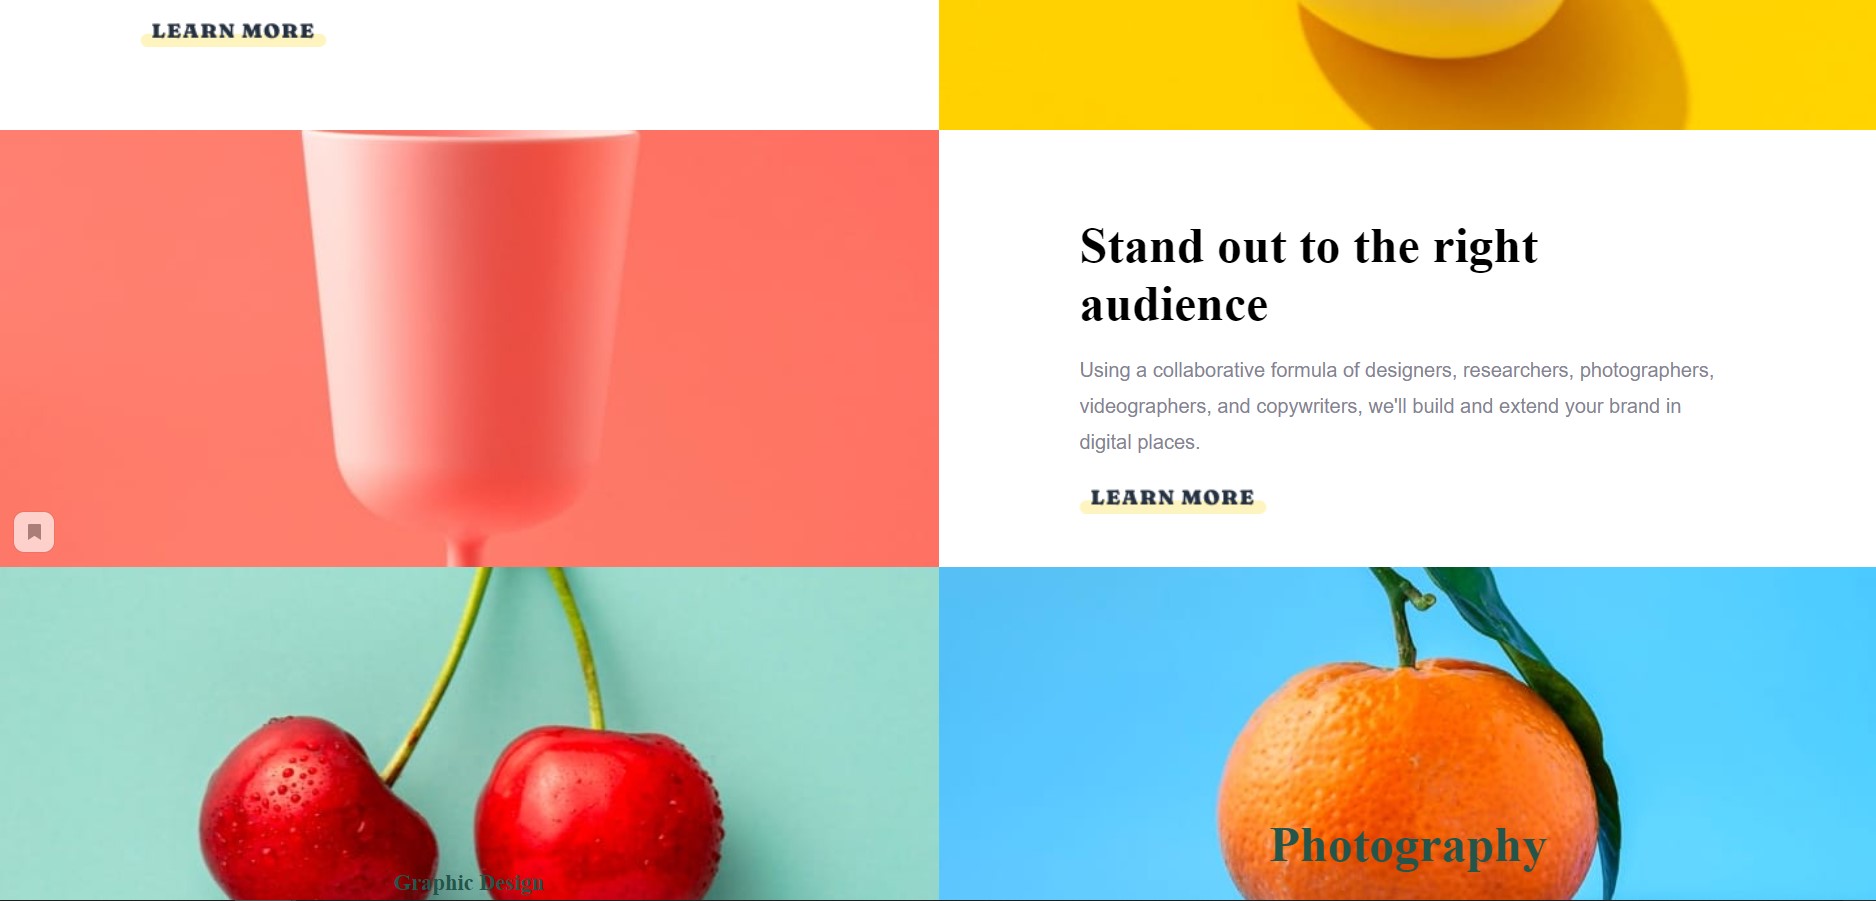 LEARN MORE
Stand out to the right
audience
Using a collaborative formula of designers, researchers, photographers,
videographers, and copywriters, we'll build and extend your brand in
digital places.
LEARN MORE
Graphic Design
Photography